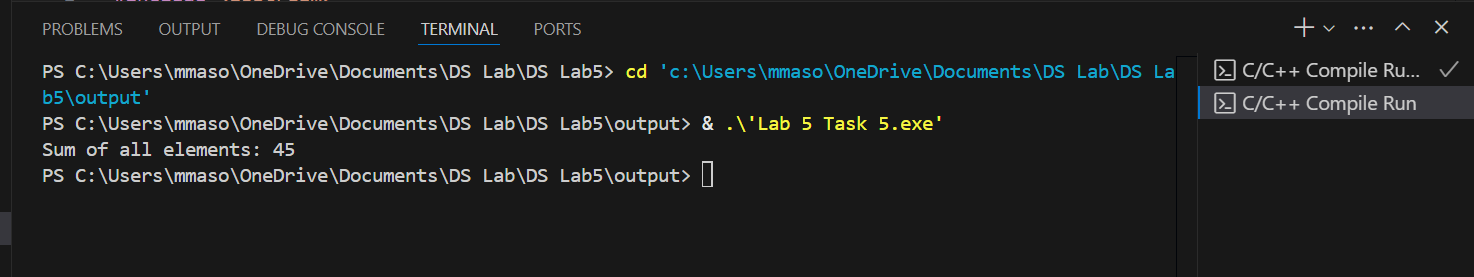 PROBLEMS OUTPUT DEBUG CONSOLE TERMINAL PORTS
PS C:\Users\mmaso\OneDrive\Documents\DS Lab\DS Lab5> cd 'c:\Users\mmaso\OneDrive\Documents\DS Lab\DS La
b5\output'
PS C:\Users\mmaso\OneDrive\Documents\DS Lab\DS Lab5\output> & .\'Lab 5 Task 5.exe'
Sum of all elements: 45
PS C:\Users\mmaso\OneDrive\Documents\DS Lab\DS Lab5\output>
C/C++ Compile Ru...
C/C++ Compile Run